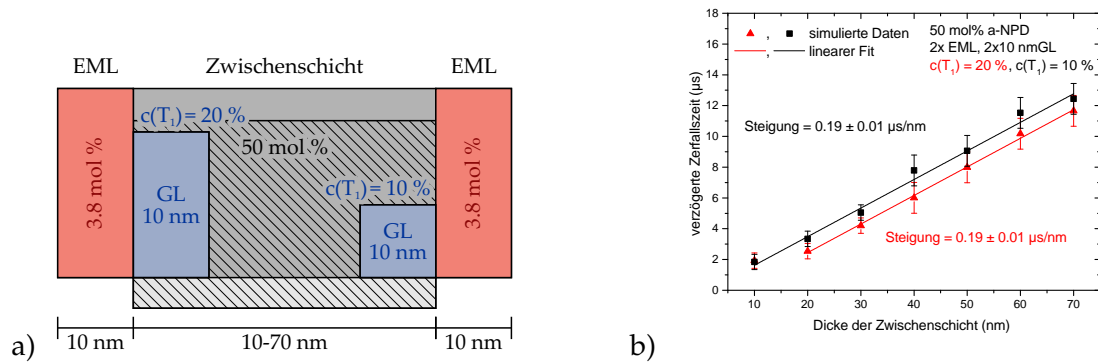 a)
EML Zwischenschicht EML
c(T₁) = 20 %
50 mol %
3.8 mol %
GL
10 nm
c(T₁) = 10 %
GL
10 nm
3.8 mol %
10 nm 10-70 nm 10 nm
b)
verzögerte Zerfallszeit (µs)
18
16
14
12
10
8
6
4
2
0
, simulierte Daten
, linearer Fit
50 mol% a-NPD
2x EML, 2x10 nmGL
c(T₁) = 20 %, c(T₁) = 10 %
Steigung = 0.19 ± 0.01 µs/nm
Steigung = 0.19 ± 0.01 µs/nm
10 20 30 40 50 60 70
Dicke der Zwischenschicht (nm)